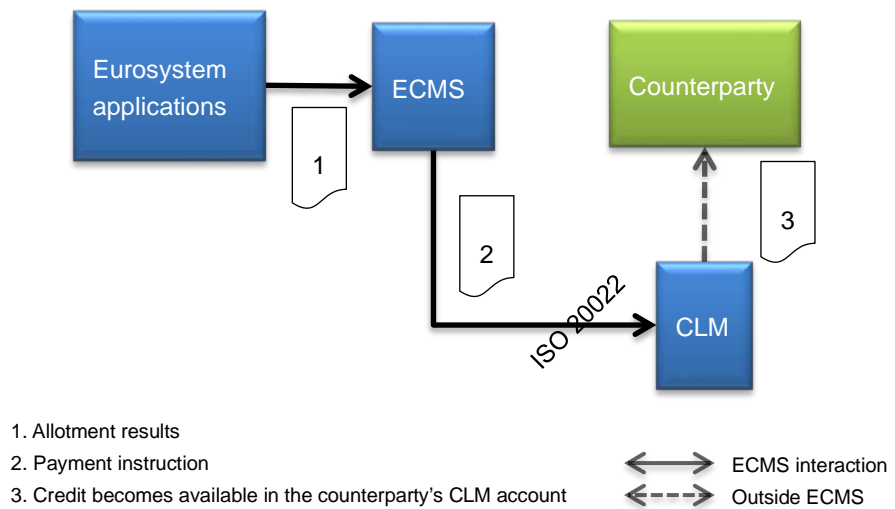 Eurosystem
applications
ECMS
Counterparty
1
2
3
ISO 20022
CLM
1. Allotment results
2. Payment instruction
3. Credit becomes available in the counterparty's CLM account
ECMS interaction
Outside ECMS